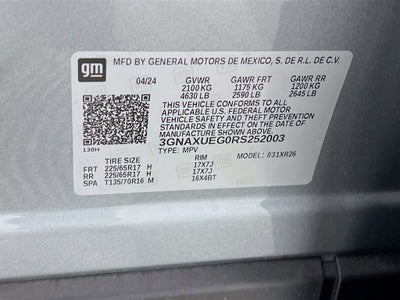 gm
MFD BY GENERAL MOTORS DE MEXICO, S. DE R.L. DE C.V.
04/24 GVWR GAWR FRT GAWR RR
2100 KG 1175 KG 1200 KG
4630 LB 2590 LB 2645 LB
THIS VEHICLE CONFORMS TO ALL
APPLICABLE U.S. FEDERAL MOTOR
VEHICLE SAFETY, BUMPER, AND THEFT
PREVENTION STANDARDS IN EFFECT ON
THE DATE OF MANUFACTURE SHOWN ABOVE.
3GNAXUEG0RS252003
130H TYPE: MPV MODEL: 031XR26
RIM
FRT 225/65R17 H 17X7J
RR 225/65R17 H 17X7J
SPA T135/70R16 M 16X4BT